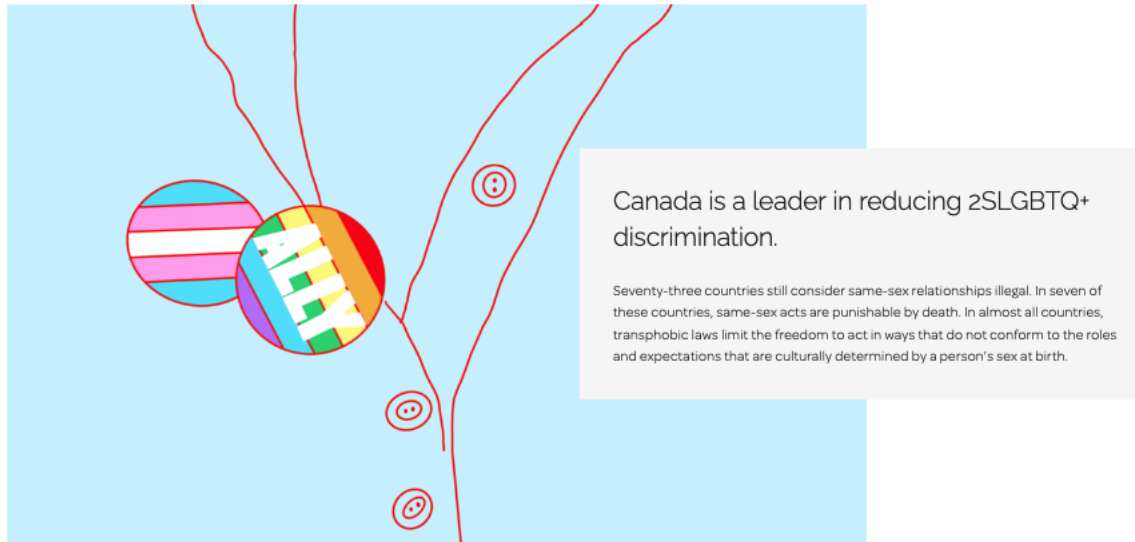 ALLY
Canada is a leader in reducing 2SLGBTQ+
discrimination.
Seventy-three countries still consider same-sex relationships illegal. In seven of
these countries, same-sex acts are punishable by death. In almost all countries,
transphobic laws limit the freedom to act in ways that do not conform to the roles
and expectations that are culturally determined by a person's sex at birth.